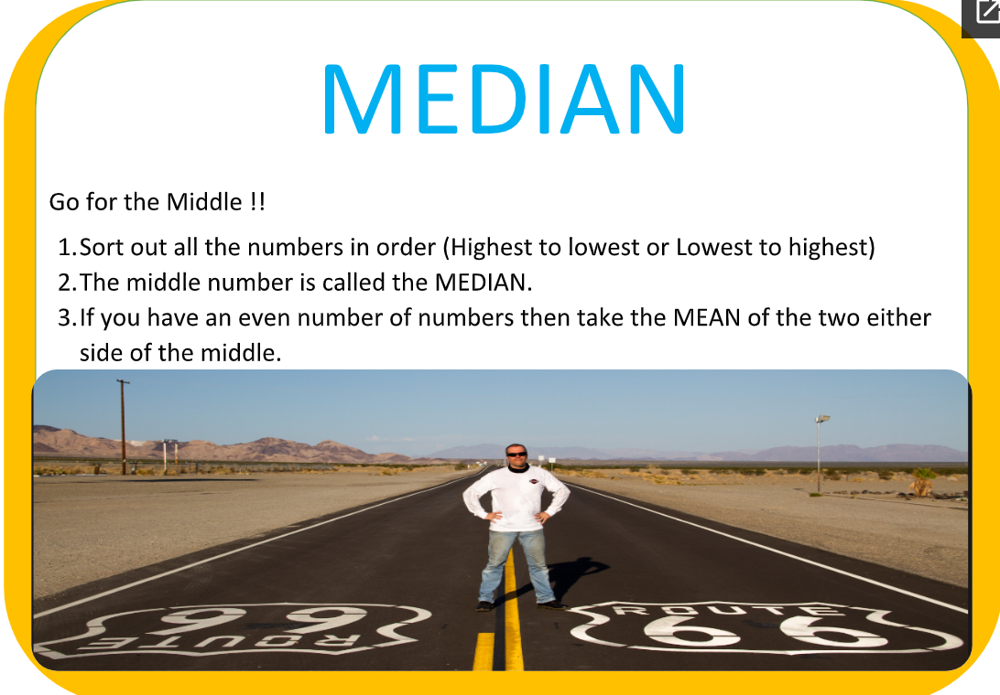 MEDIAN
Go for the Middle !!
1.Sort out all the numbers in order (Highest to lowest or Lowest to highest)
2.The middle number is called the MEDIAN.
3.If you have an even number of numbers then take the MEAN of the two either
side of the middle.
ROUTE
66
ROUTE
66